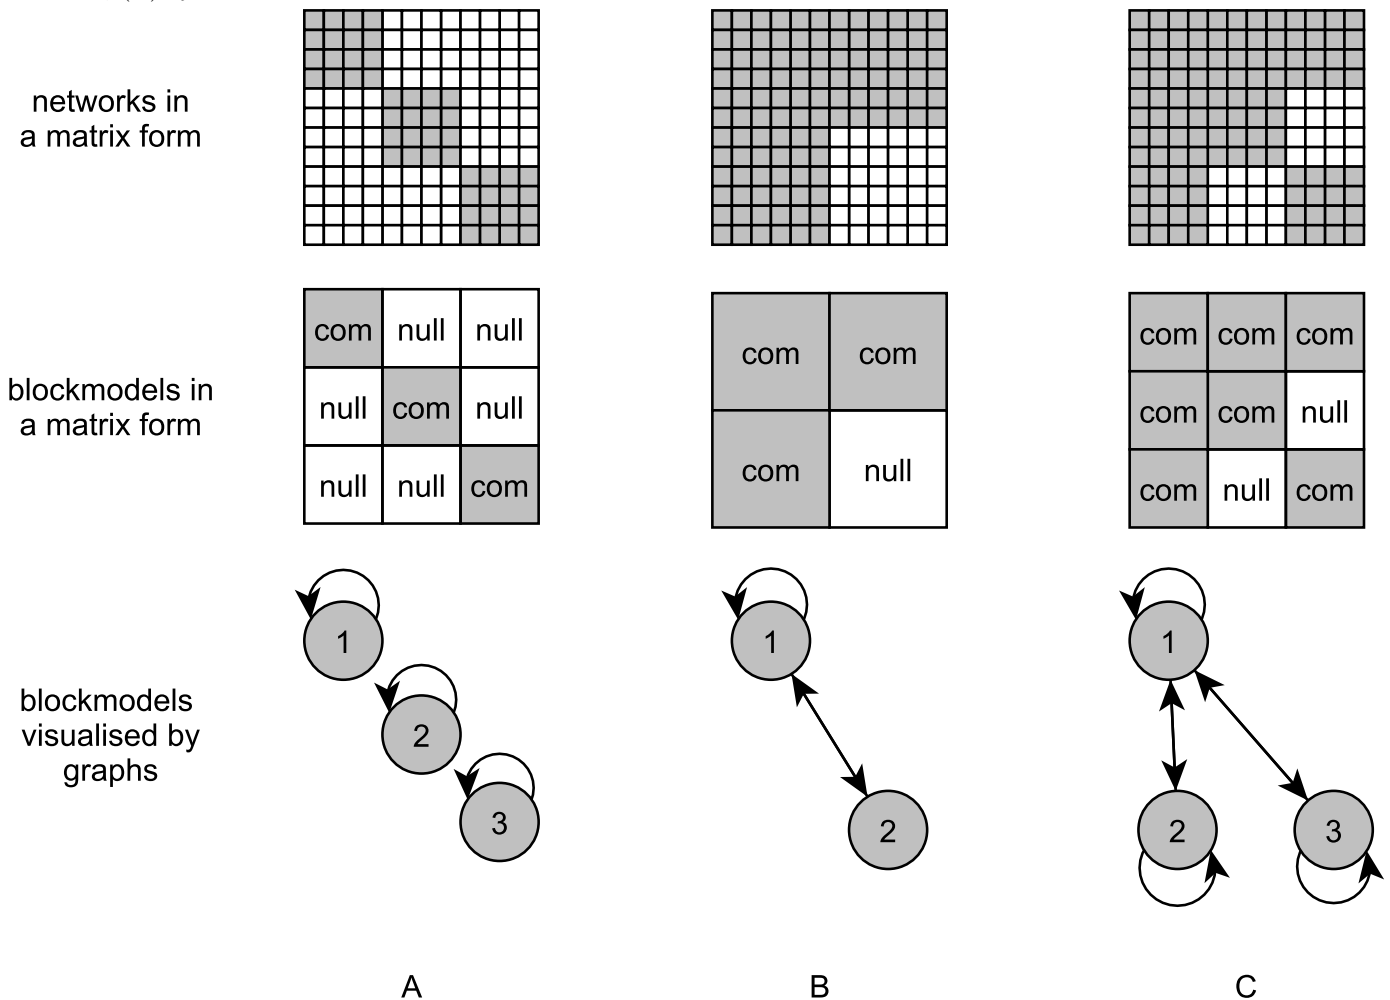 networks in
a matrix form
blockmodels in
a matrix form
com null null
null com null
null null com
com com
com null
com com com
com com null
com null com
blockmodels
visualised by
graphs
1
2
3
1
2
1
2
3
A
B
C